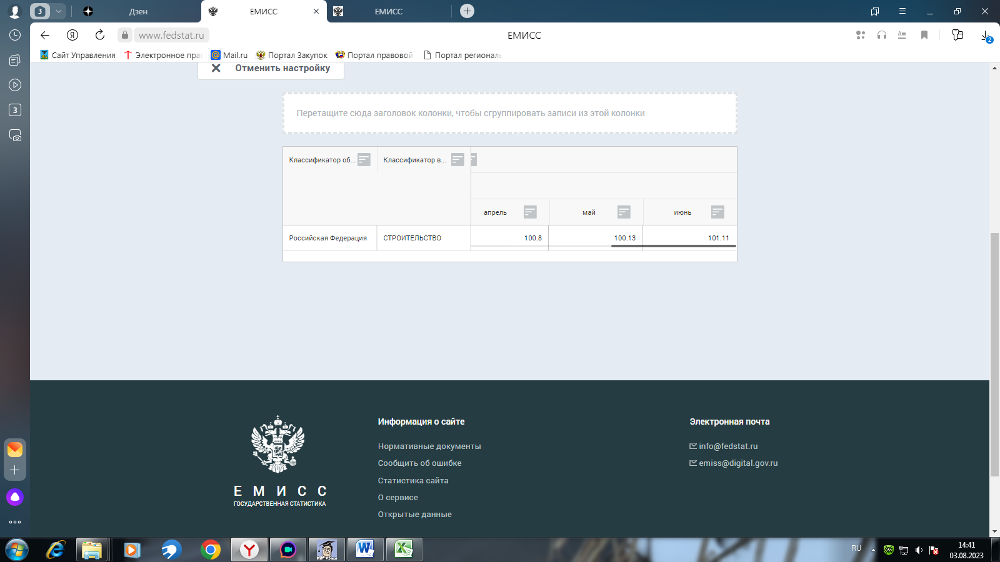 3
Дзен
ЕМИСС
ЕМИСС
www.fedstat.ru
ЕМИСС
2
Сайт Управления
Электронное пра
Mail.ru
Портал Закупок
Портал правовой
Портал регионал
3
Отменить настройку
Перетащите сюда заголовок колонки, чтобы сгруппировать записи из этой колонки
Классификатор об...
Классификатор в...
апрель
май
июнь
Российская Федерация
СТРОИТЕЛЬСТВО
100.8
100.13
101.11
Информация о сайте
Электронная почта
Нормативные документы
info@fedstat.ru
Сообщить об ошибке
emiss@digital.gov.ru
Статистика сайта
ЕМИСС
ГОСУДАРСТВЕННАЯ СТАТИСТИКА
О сервисе
Открытые данные
RU
14:41
03.08.2023